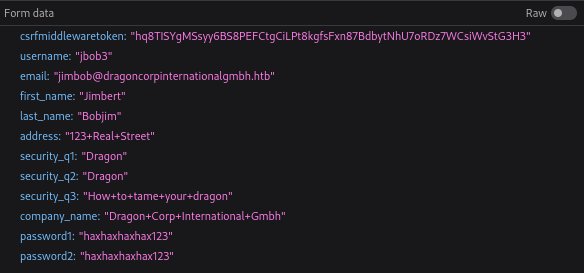 Form data
Raw
csrfmiddlewaretoken: "hq8TISYgMSsyy6BS8PEFCtgCiLPt8kgfsFxn87BdbytNhU7oRDz7WCsiWvStG3H3"
username: "jbob3"
email: "jimbob@dragoncorpinternationalgmbh.htb"
first_name: "Jimbert"
last_name: "Bobjim"
address: "123+Real+Street"
security_q1: "Dragon"
security_q2: "Dragon"
security_q3: "How+to+tame+your+dragon"
company_name: "Dragon+Corp+International+Gmbh"
password1: "haxhaxhaxhax123"
password2: "haxhaxhaxhax123"